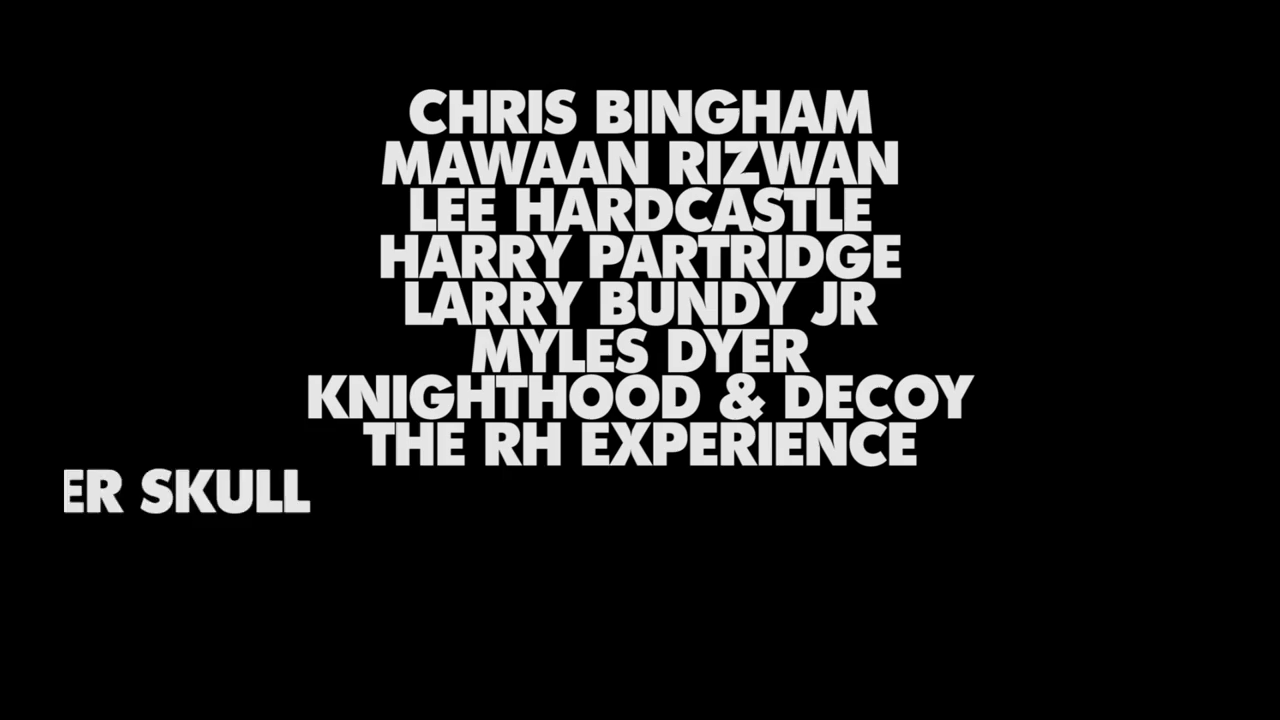 CHRIS BINGHAM
MAWAAN RIZWAN
LEE HARDCASTLE
HARRY PARTRIDGE
LARRY BUNDY JR
MYLES DYER
KNIGHTHOOD & DECOY
THE RH EXPERIENCE
ER SKULL